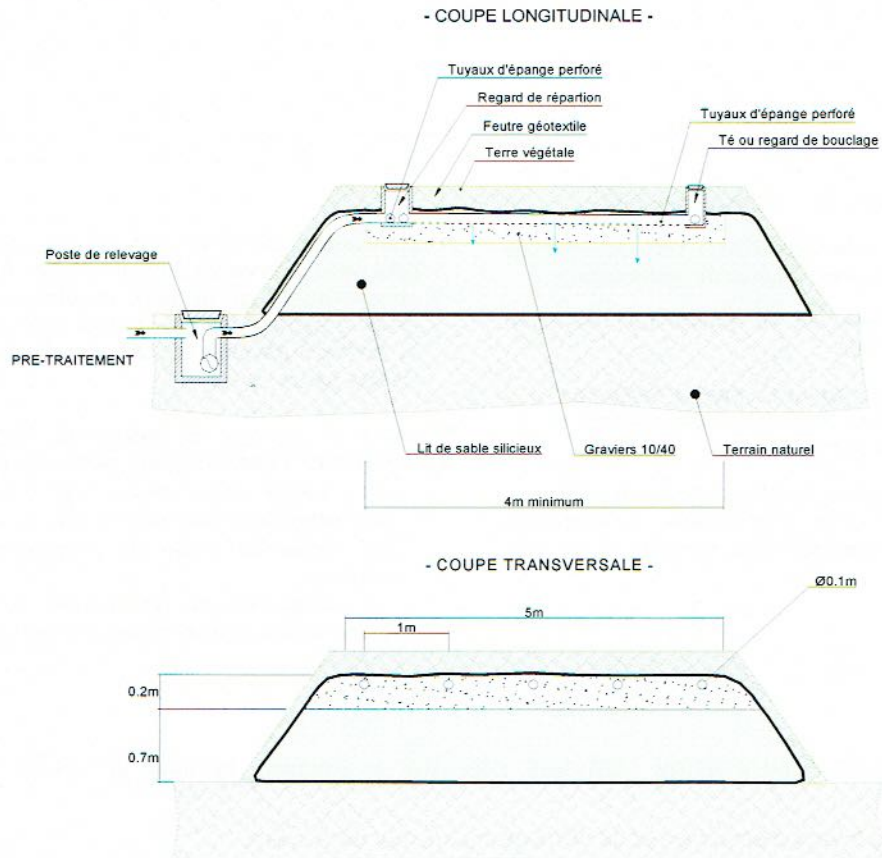 - COUPE LONGITUDINALE -
Tuyaux d'épange perforé
Regard de répartion
Feutre géotextile
Terre végétale
Tuyaux d'épange perforé
Té ou regard de bouclage
Poste de relevage
PRE-TRAITEMENT
Lit de sable silicieux
Graviers 10/40
Terrain naturel
4m minimum
- COUPE TRANSVERSALE -
Ø0.1m
5m
1m
0.2m
0.7m